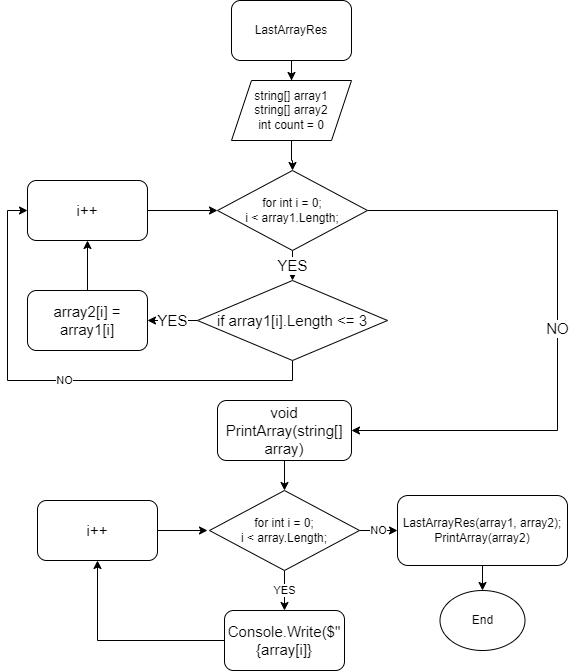 LastArrayRes
string[] array1
string[] array2
int count = 0
for int i = 0;
i < array1.Length;
i++
YES
if array1[i].Length <= 3
YES
array2[i] =
array1[i]
NO
NO
void
PrintArray(string[]
array)
for int i = 0;
i < array.Length;
i++
NO
LastArrayRes(array1, array2);
PrintArray(array2)
YES
Console.Write($"
{array[i]}
End